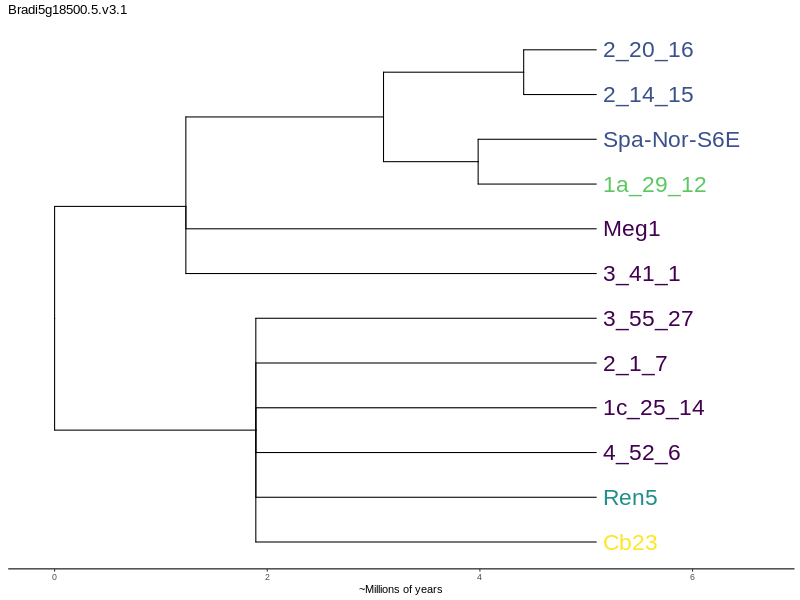 Bradi5g18500.5.v3.1
2_20_16
2_14_15
Spa-Nor-S6E
1a_29_12
Meg1
3_41_1
3_55_27
2_1_7
1c_25_14
4_52_6
Ren5
Cb23
0 2 4 6
~Millions of years